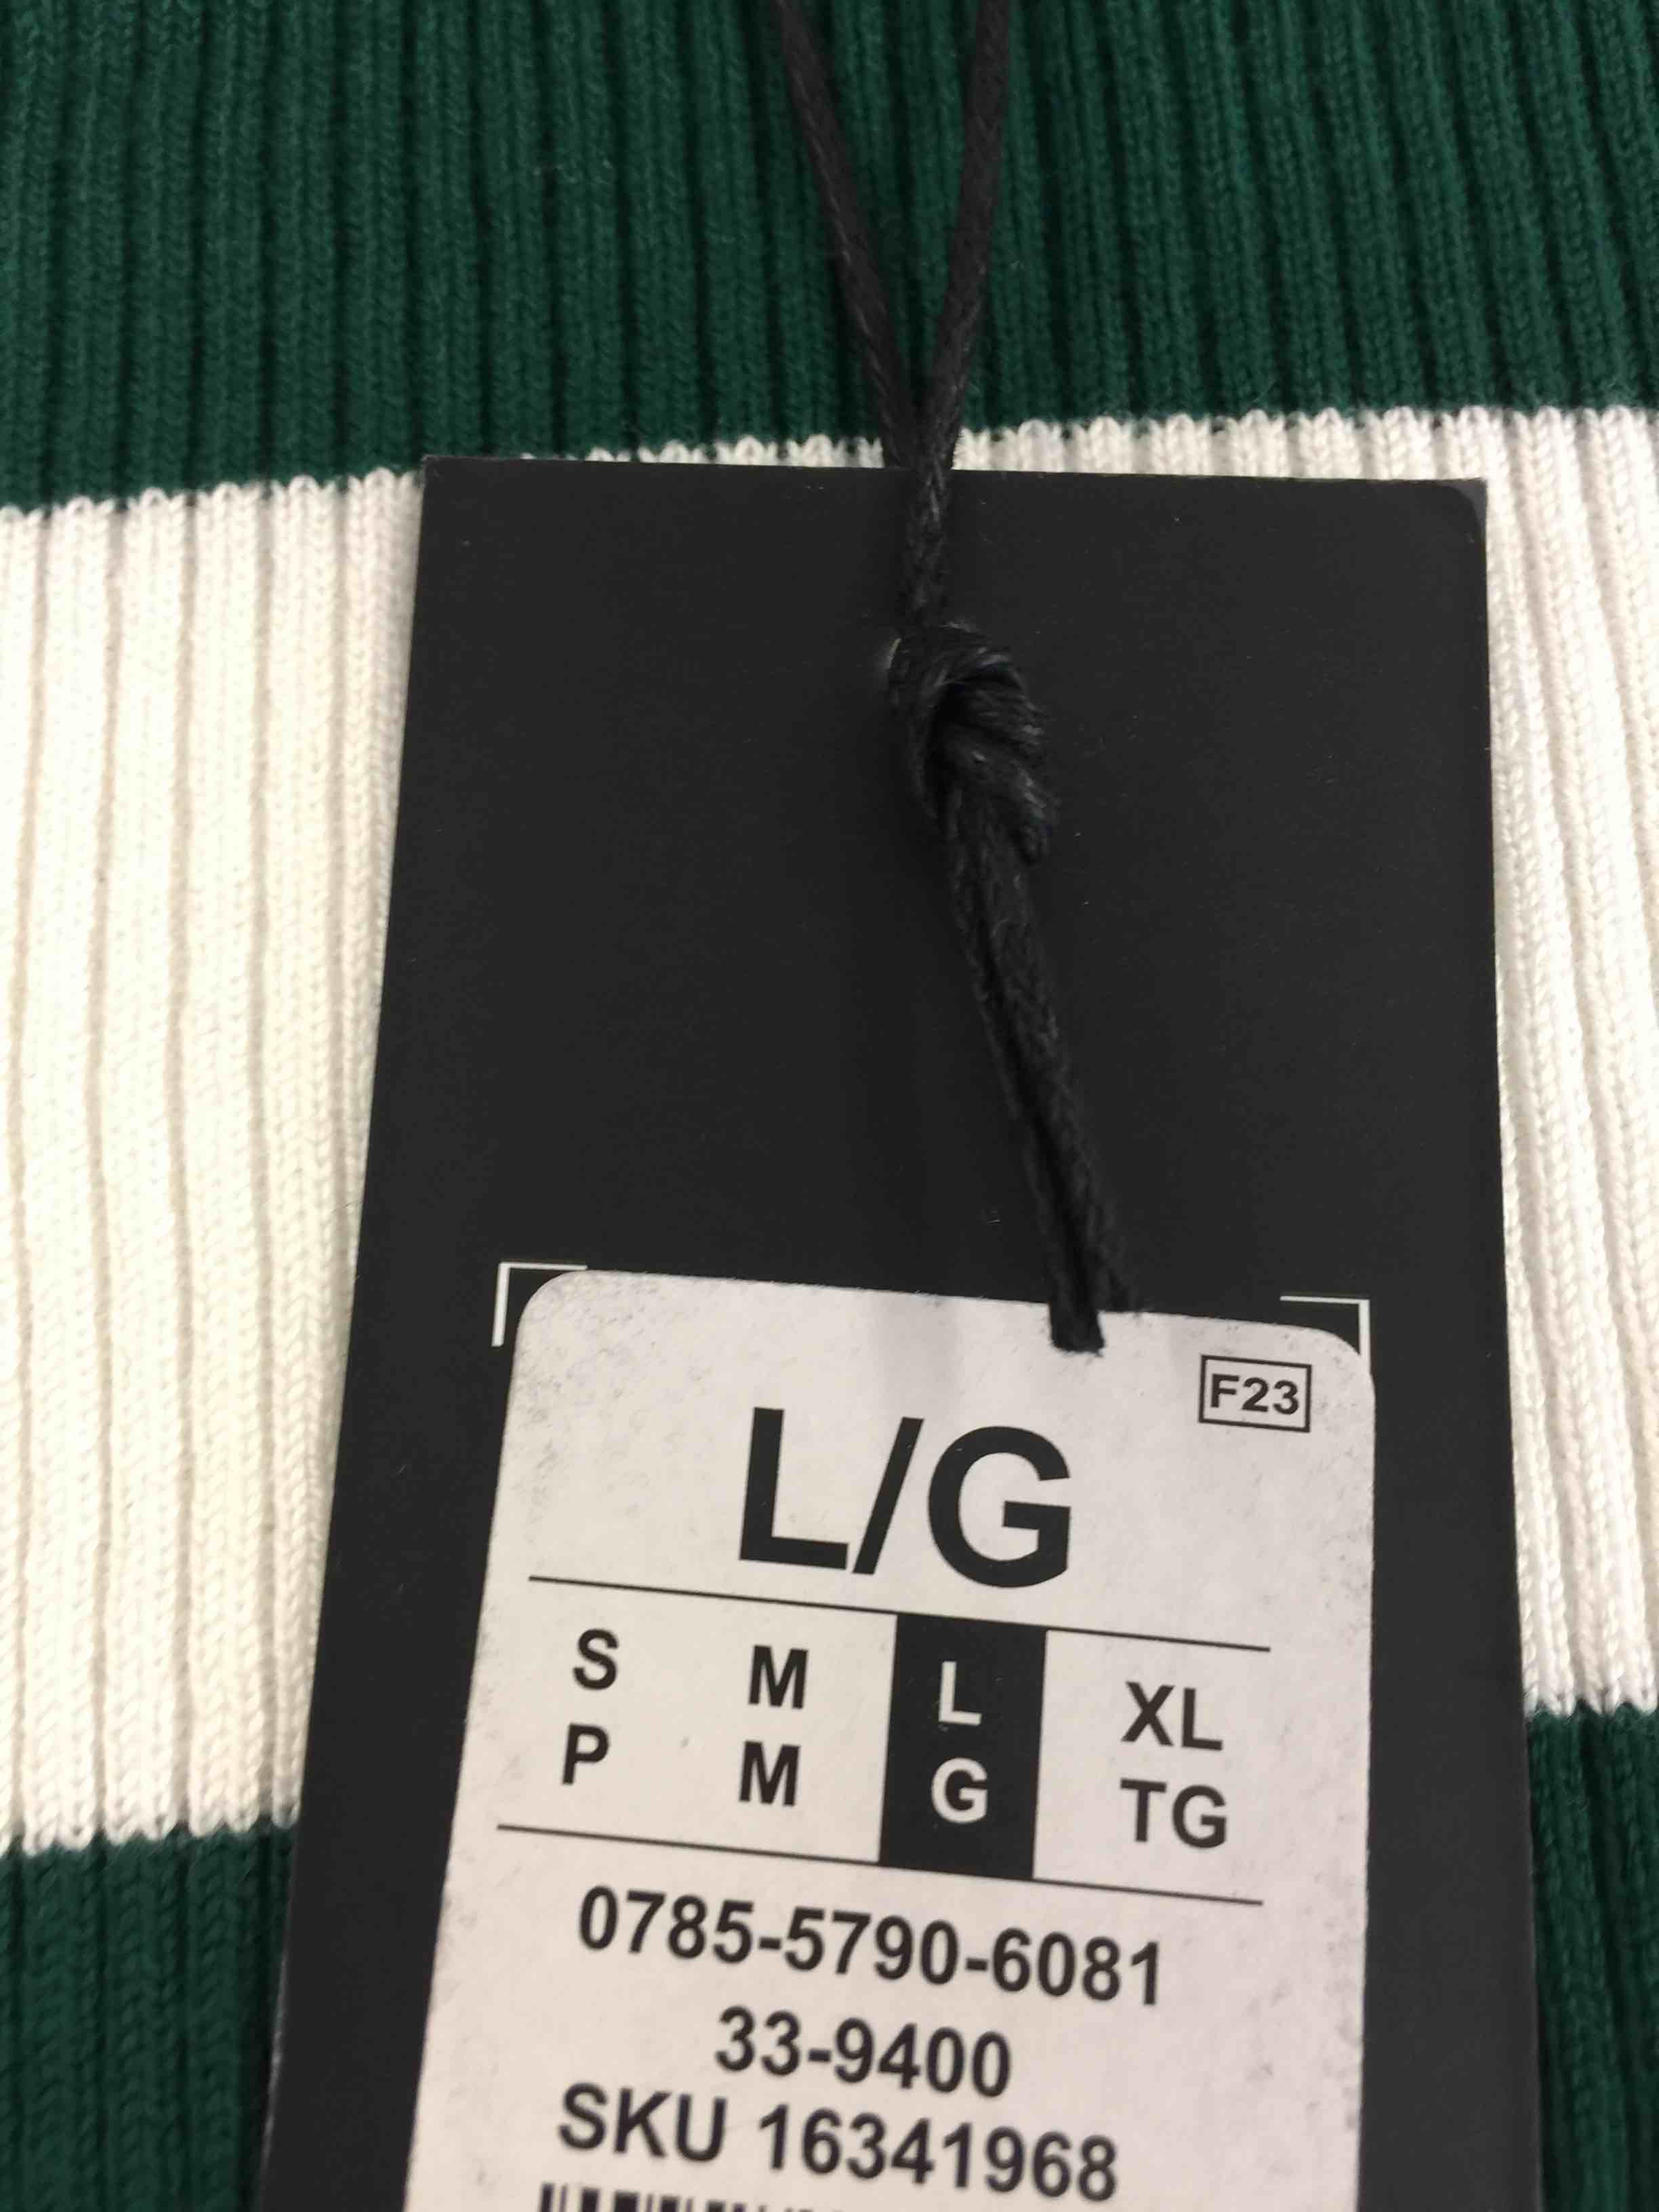 F23
L/G
S M L XL
P M G TG
0785-5790-6081
33-9400
SKU 16341968